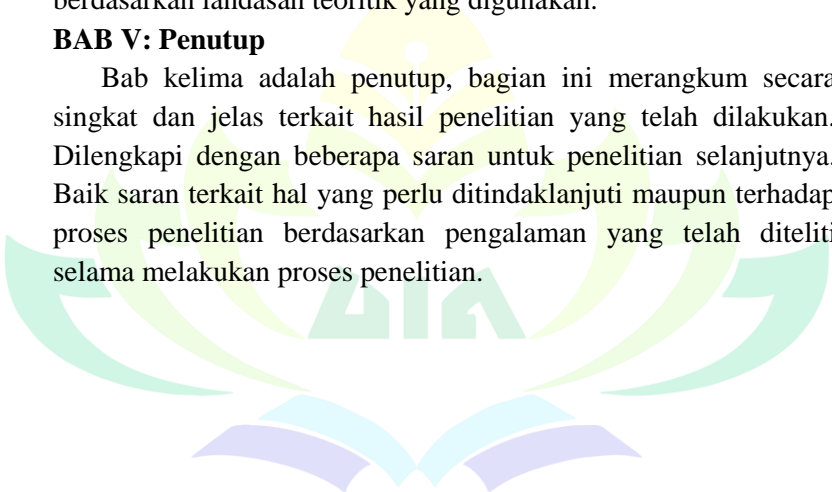 berdasarkan landasan teoritik yang digunakan.
BAB V: Penutup
Bab kelima adalah penutup, bagian ini merangkum secara
singkat dan jelas terkait hasil penelitian yang telah dilakukan.
Dilengkapi dengan beberapa saran untuk penelitian selanjutnya.
Baik saran terkait hal yang perlu ditindaklanjuti maupun terhadap
proses penelitian berdasarkan pengalaman yang telah diteliti
selama melakukan proses penelitian.